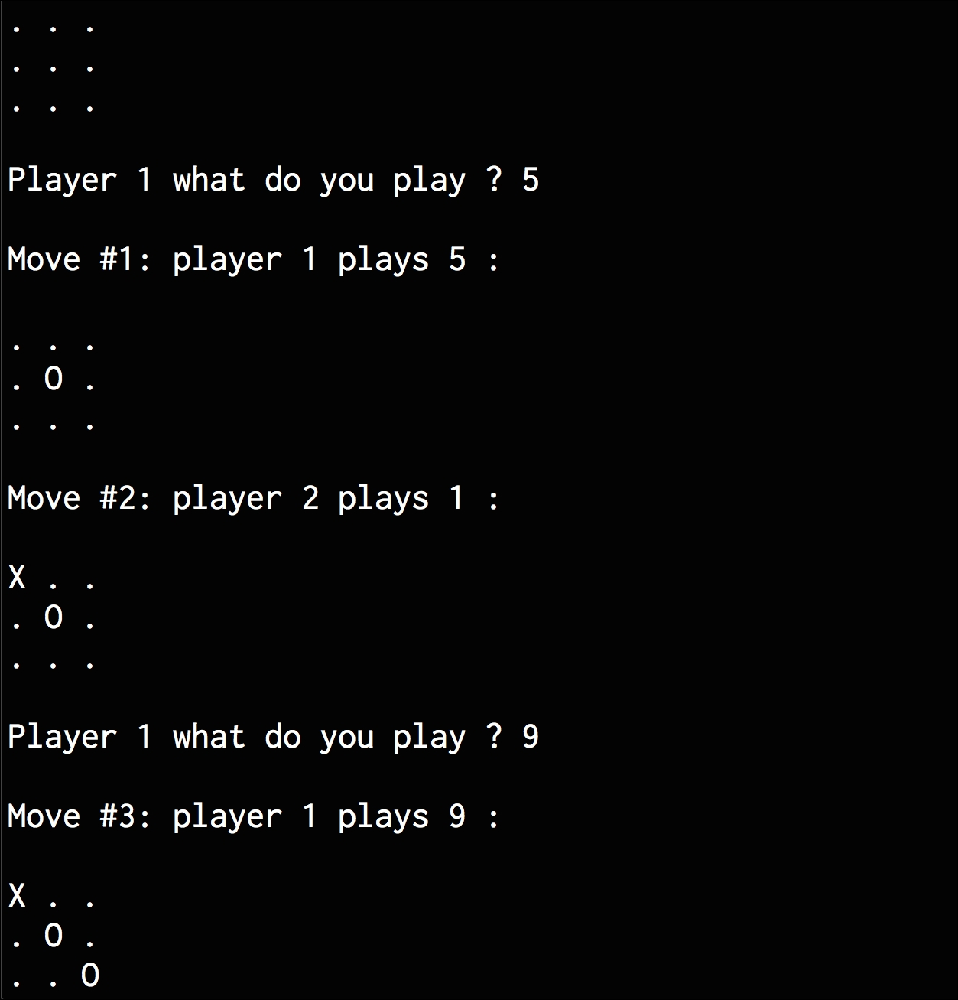 . . .
. . .
. . .
Player 1 what do you play ? 5
Move #1: player 1 plays 5 :
. . .
. O .
. . .
Move #2: player 2 plays 1 :
X . .
. O .
. . .
Player 1 what do you play ? 9
Move #3: player 1 plays 9 :
X . .
. O .
. . O